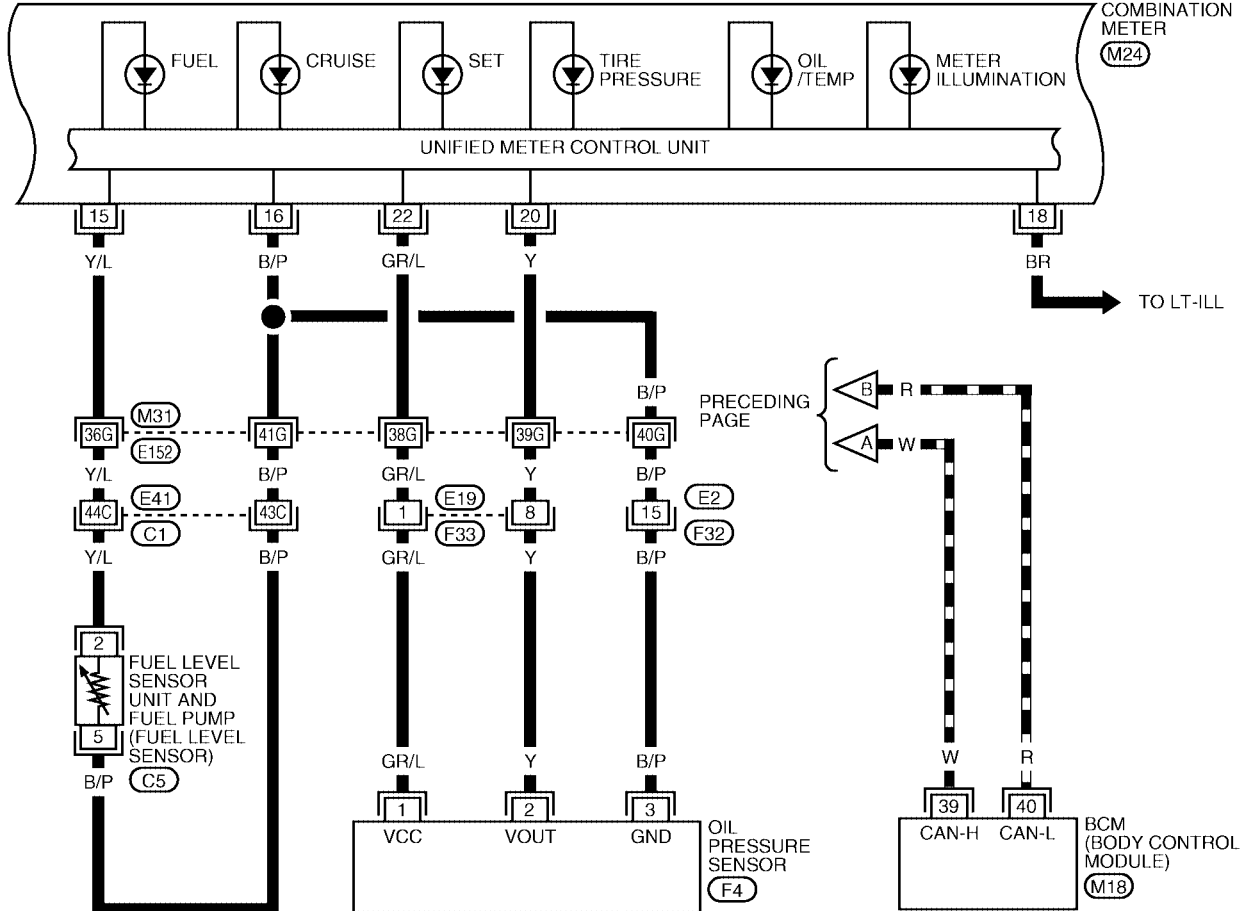 COMBINATION
METER
M24
FUEL
CRUISE
SET
TIRE
PRESSURE
OIL
/TEMP
METER
ILLUMINATION
UNIFIED METER CONTROL UNIT
15
16
22
20
18
Y/L
B/P
GR/L
Y
BR
TO LT-ILL
B/P
PRECEDING
PAGE
B
R
A
W
M31
36G
41G
38G
39G
40G
E152
Y/L
B/P
GR/L
Y
B/P
E41
E19
E2
44C
43C
1
8
15
C1
F33
F32
Y/L
B/P
GR/L
Y
B/P
2
FUEL LEVEL
SENSOR
UNIT AND
FUEL PUMP
(FUEL LEVEL
SENSOR)
5
C5
B/P
GR/L
Y
B/P
W
R
1
2
3
VCC
VOUT
GND
OIL
PRESSURE
SENSOR
F4
39
40
CAN-H
CAN-L
BCM
(BODY CONTROL
MODULE)
M18